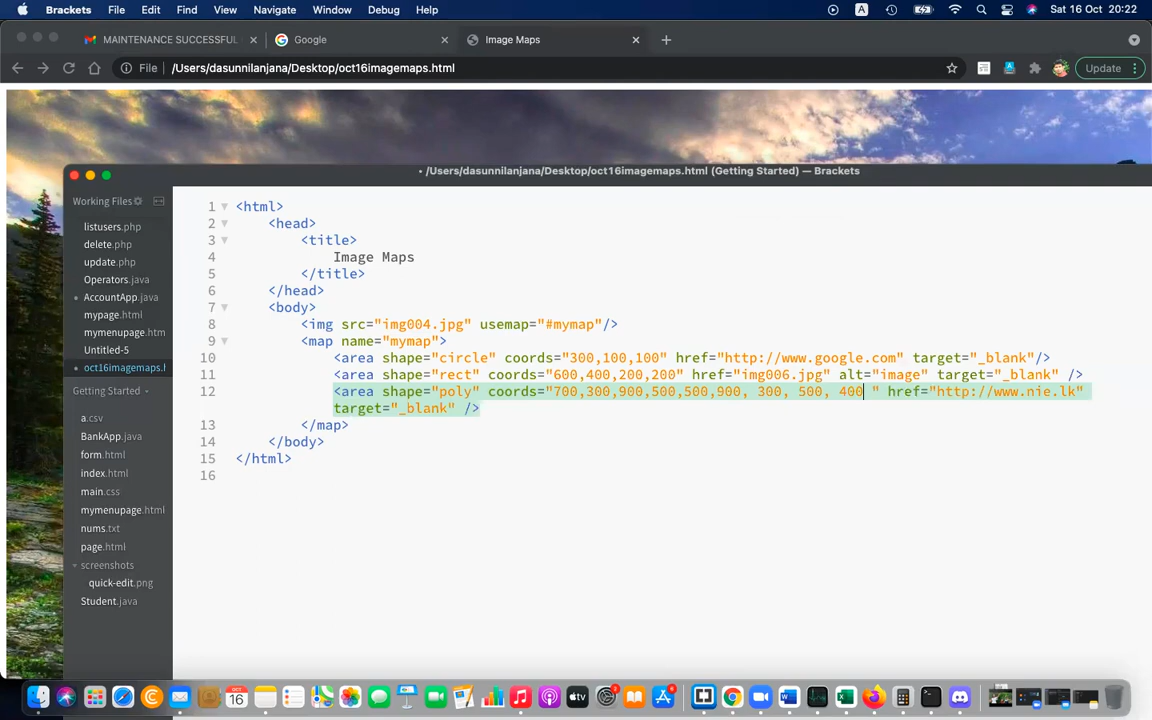 Brackets File Edit Find View Navigate Window Debug Help
A
Sat 16 Oct 20:22
MAINTENANCE SUCCESSFUL
Google
Image Maps
File
/Users/dasunnilanjana/Desktop/oct16imagemaps.html
Update
• /Users/dasunnilanjana/Desktop/oct16imagemaps.html (Getting Started) — Brackets
Working Files
listusers.php
delete.php
update.php
Operators.java
AccountApp.java
mypage.html
mymenupage.htm
Untitled-5
oct16imagemaps.l
Getting Started
a.csv
BankApp.java
form.html
index.html
main.css
mymenupage.html
nums.txt
page.html
screenshots
quick-edit.png
Student.java
1 <html>
2 <head>
3 <title>
4 Image Maps
5 </title>
6 </head>
7 <body>
8 <img src="img004.jpg" usemap="#mymap"/>
9 <map name="mymap">
10 <area shape="circle" coords="300,100,100" href="http://www.google.com" target="_blank"/>
11 <area shape="rect" coords="600,400,200,200" href="img006.jpg" alt="image" target="_blank" />
12 <area shape="poly" coords="700,300,900,500,500,900, 300, 500, 400 " href="http://www.nie.lk"
target="_blank" />
13 </map>
14 </body>
15 </html>
16
OCT
16
tv